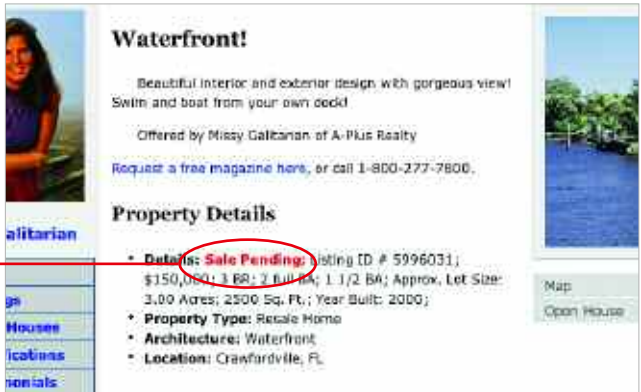 Waterfront!
Beautiful interior and exterior design with gorgeous view!
Swim and boat from your own dock!
Offered by Missy Galitarian of A-Plus Realty
Request a free magazine here, or call 1-800-277-7800.
Property Details
alitarian
• Details: Sale Pending; Listing ID # 5996031;
$150,000; 3 BR; 2 full BA; 1 1/2 BA; Approx. Lot Size:
3.00 Acres; 2500 Sq. Ft.; Year Built: 2000;
• Property Type: Resale Home
• Architecture: Waterfront
• Location: Crawfordville, FL
gs
Houses
ications
monials
Map
Open House